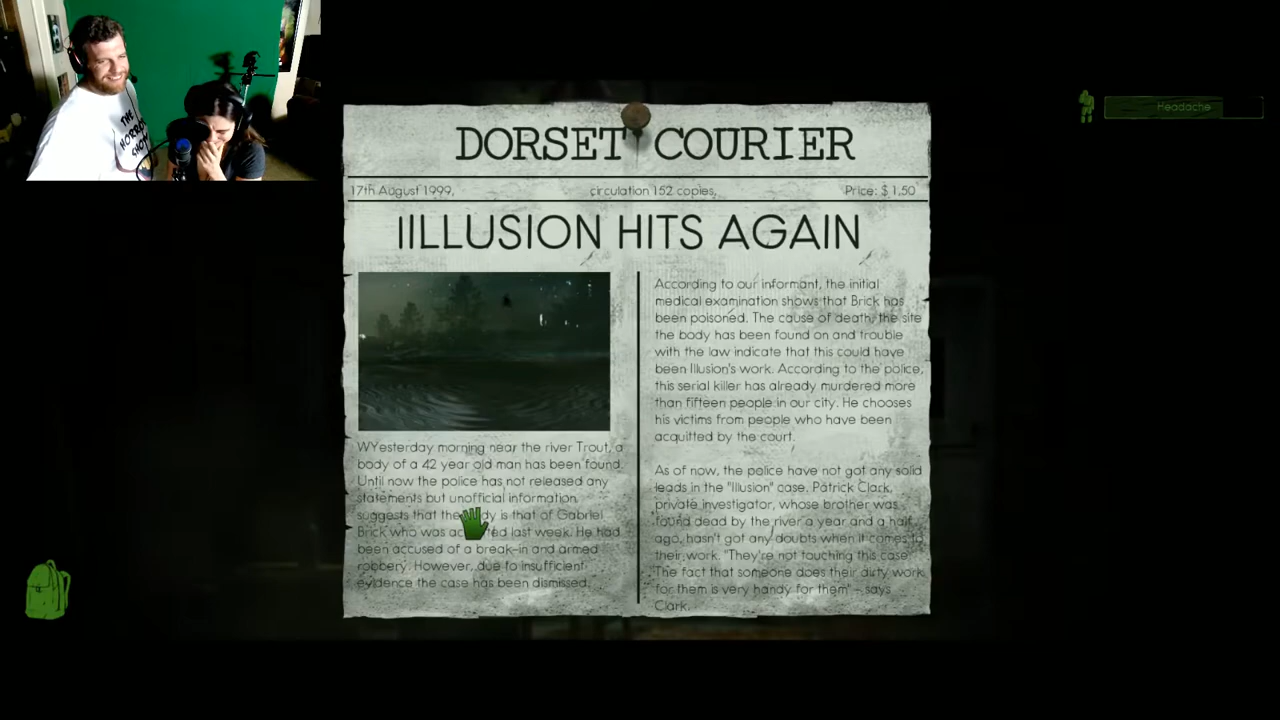 DORSET COURIER
17th August 1999, circulation 152 copies, Price: $ 1,50
IILLUSION HITS AGAIN
WYesterday morning near the river Trout, a
body of a 42 year old man has been found.
Until now the police has not released any
statements but unofficial information
suggests that the body is that of Gabriel
Brick who was last week. He had
been accused of a break-in and armed
robbery. However, due to insufficient
evidence the case has been dismissed.
According to our informant, the initial
medical examination shows that Brick has
been poisoned. The cause of death, the site
the body has been found on and trouble
with the law indicate that this could have
been Illusion's work. According to the police,
this serial killer has already murdered more
than fifteen people in our city. He chooses
his victims from people who have been
acquitted by the court.
As of now, the police have not got any solid
leads in the "Illusion" case. Patrick Clark,
private investigator, whose brother was
found dead by the river a year and a half
ago, hasn't got any doubts when it comes to
their work. "They're not touching this case.
The fact that someone does their dirty work
for them is very handy for them" - says
Clark.
Headache
THE
HORROR
SHOW